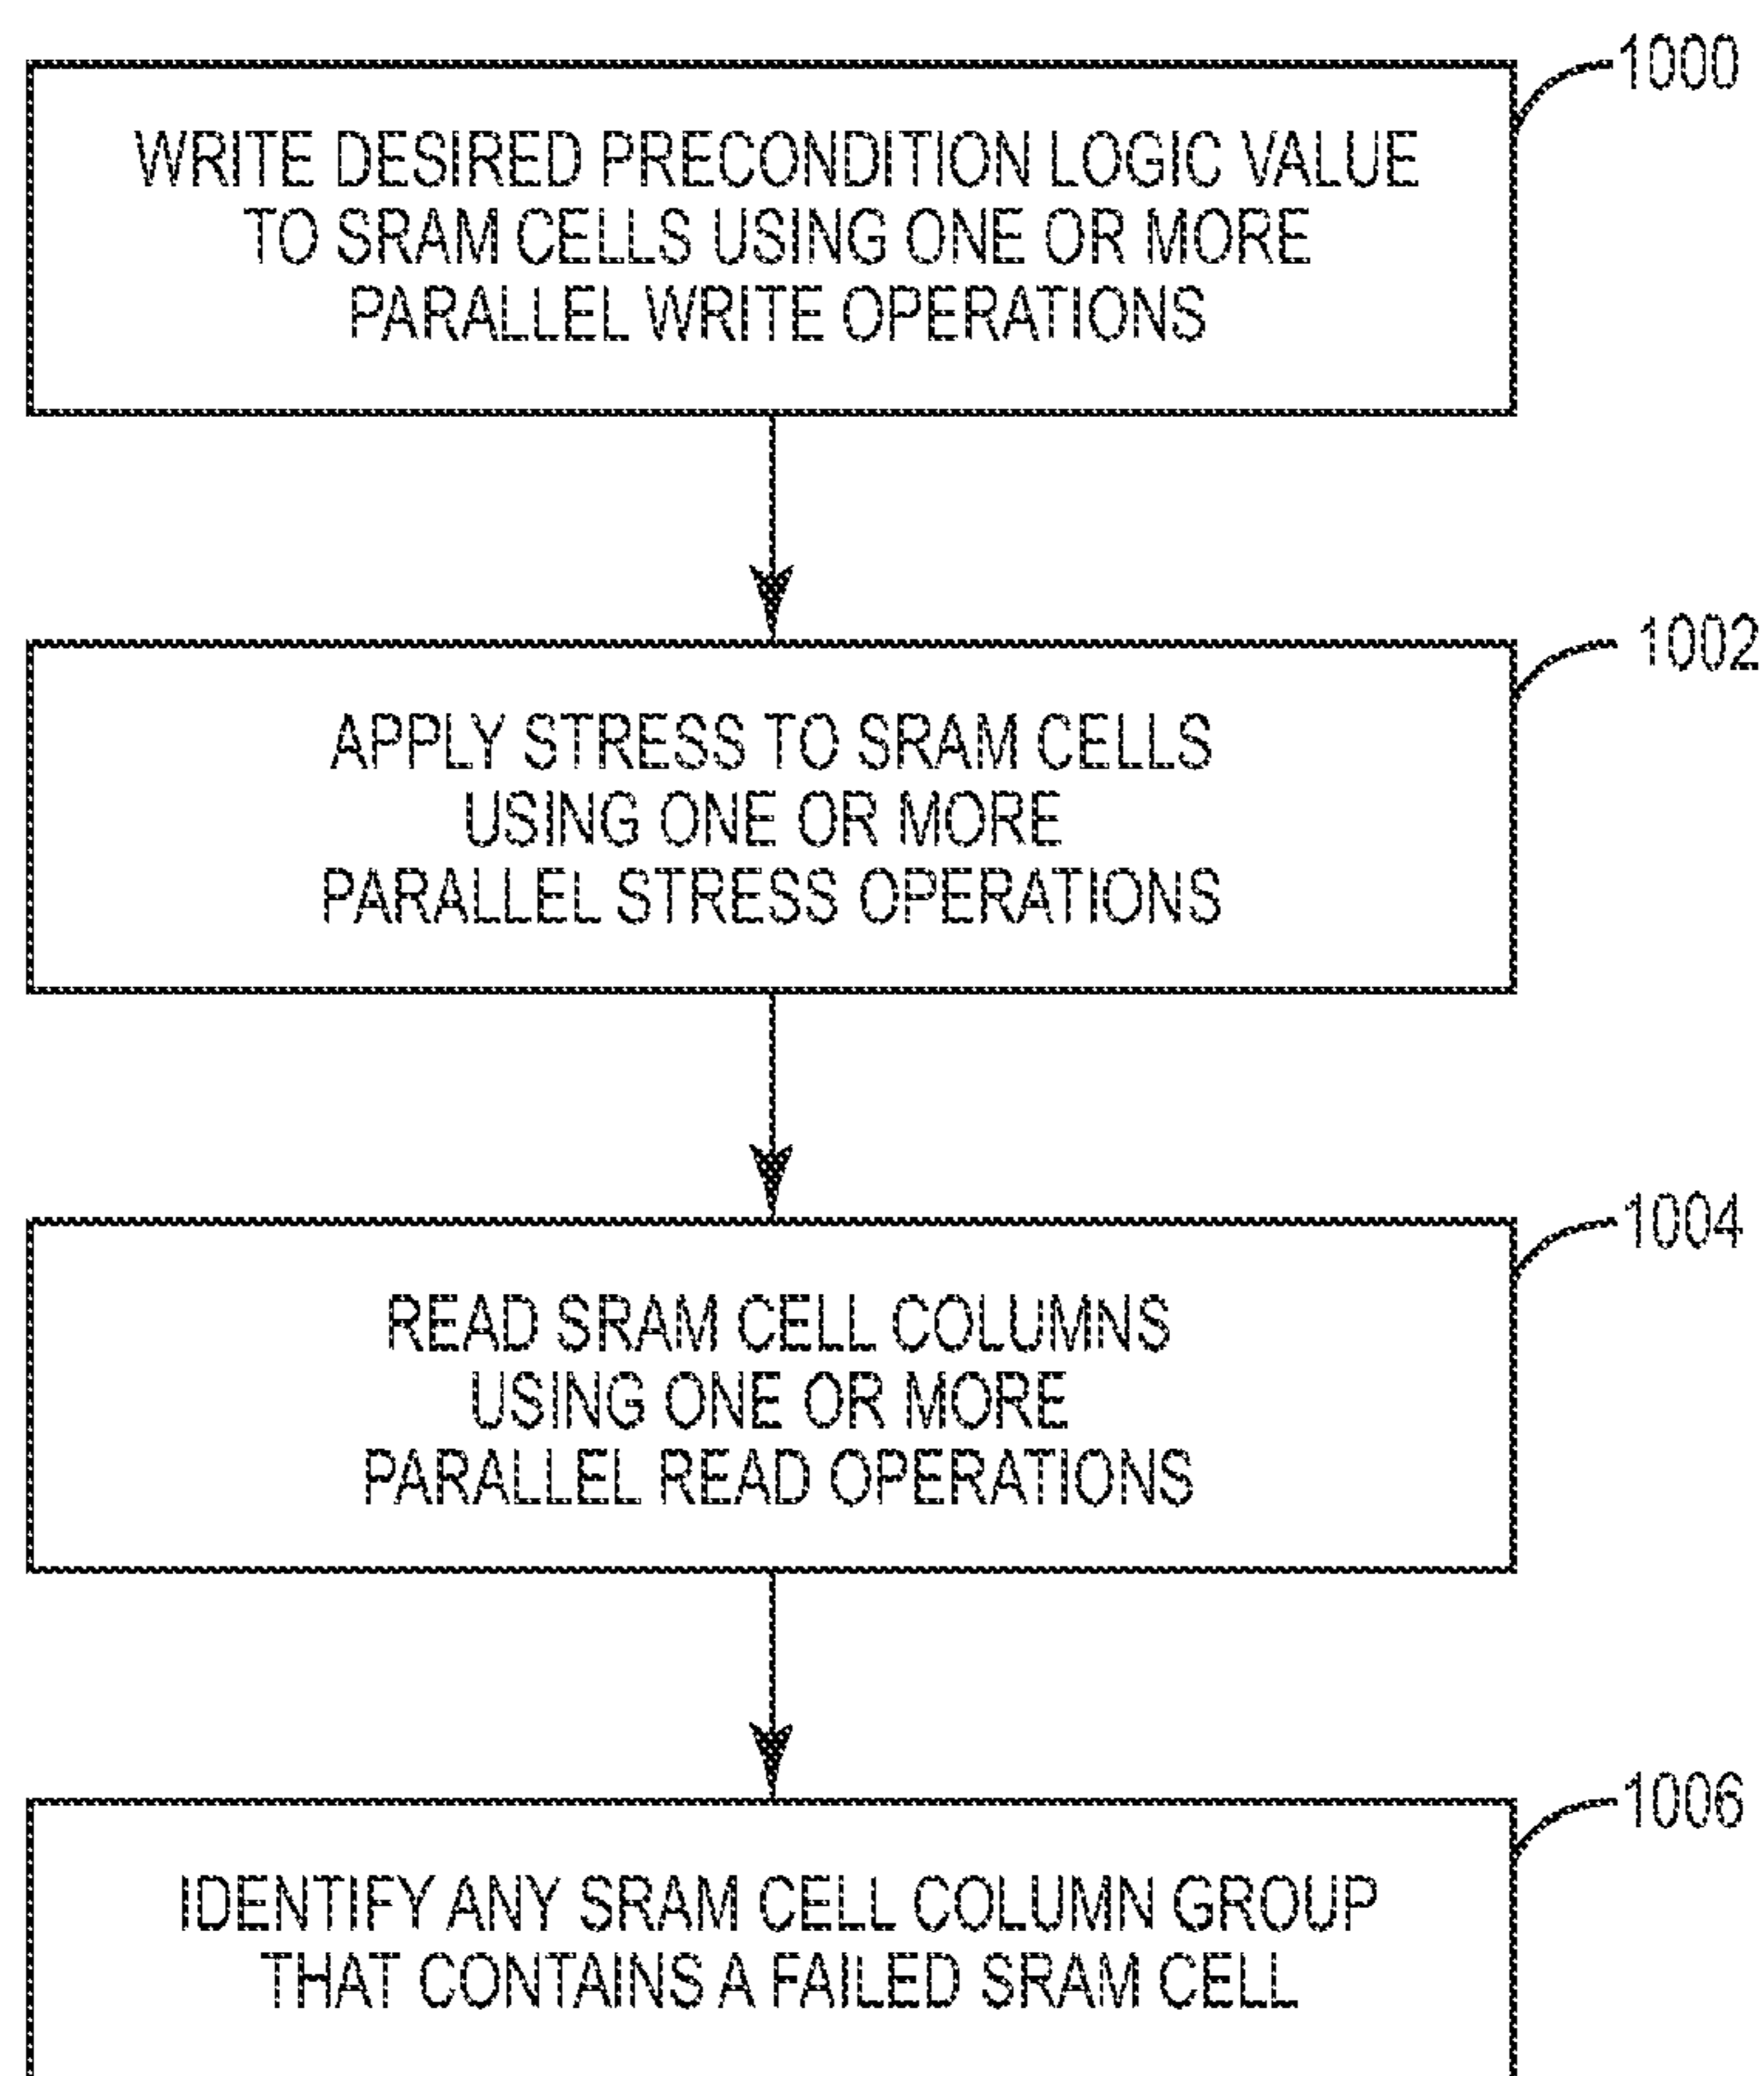 1000
WRITE DESIRED PRECONDITION LOGIC VALUE
TO SRAM CELLS USING ONE OR MORE
PARALLEL WRITE OPERATIONS
1002
APPLY STRESS TO SRAM CELLS
USING ONE OR MORE
PARALLEL STRESS OPERATIONS
1004
READ SRAM CELL COLUMNS
USING ONE OR MORE
PARALLEL READ OPERATIONS
1006
IDENTIFY ANY SRAM CELL COLUMN GROUP
THAT CONTAINS A FAILED SRAM CELL